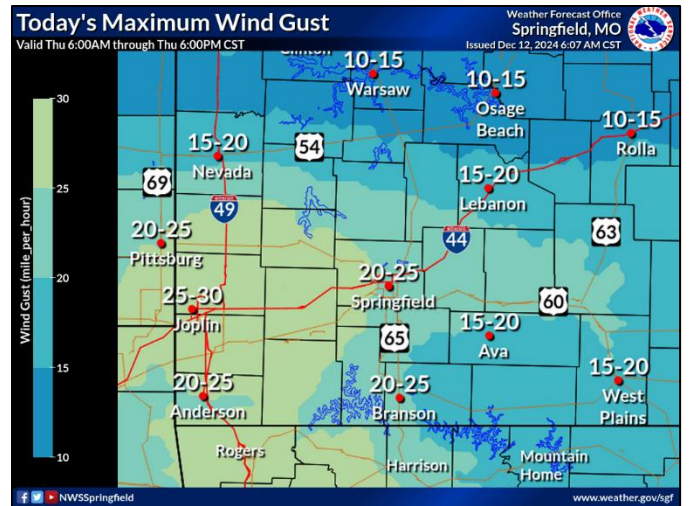 Today's Maximum Wind Gust
Valid Thu 6:00AM through Thu 6:00PM CST
Weather Forecast Office
Springfield, MO
Issued Dec 12, 2024 6:07 AM CST
Clinton
10-15
Warsaw
10-15
Osage
Beach
10-15
Rolla
15-20
Nevada
54
15-20
Lebanon
69
49
44
63
20-25
Pittsburg
25-30
Joplin
20-25
Springfield
60
65
15-20
Ava
15-20
West
Plains
20-25
Anderson
20-25
Branson
Rogers
Harrison
Mountain
Home
30
25
20
15
10
Wind Gust (mile_per_hour)
NWSSpringfield
www.weather.gov/sgf